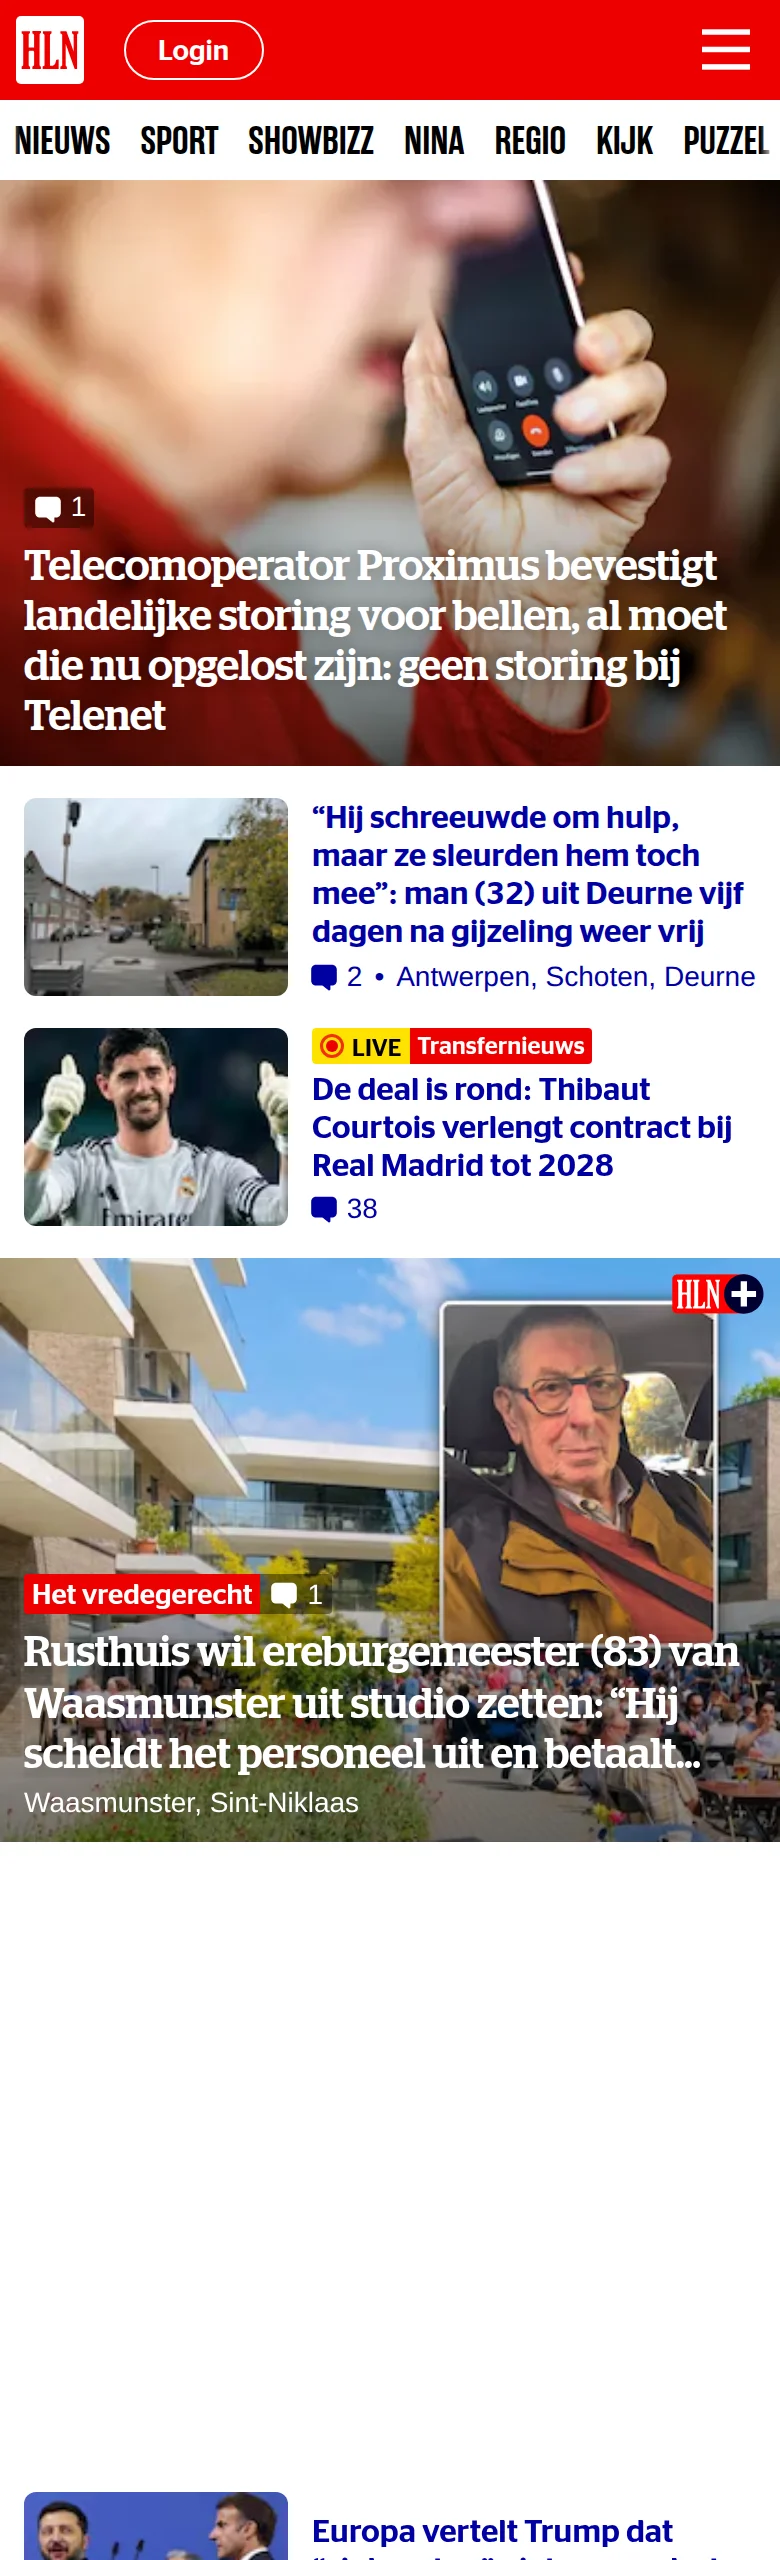 HLN
Login
NIEUWS SPORT SHOWBIZZ NINA REGIO KIJK PUZZEL
1
Telecomoperator Proximus bevestigt
landelijke storing voor bellen, al moet
die nu opgelost zijn: geen storing bij
Telenet
“Hij schreeuwde om hulp,
maar ze sleurden hem toch
mee”: man (32) uit Deurne vijf
dagen na gijzeling weer vrij
2 • Antwerpen, Schoten, Deurne
LIVE Transfernieuws
De deal is rond: Thibaut
Courtois verlengt contract bij
Real Madrid tot 2028
38
HLN+
Het vredegerecht 1
Rusthuis wil ereburgemeester (83) van
Waasmunster uit studio zetten: “Hij
scheldt het personeel uit en betaalt...
Waasmunster, Sint-Niklaas
Europa vertelt Trump dat